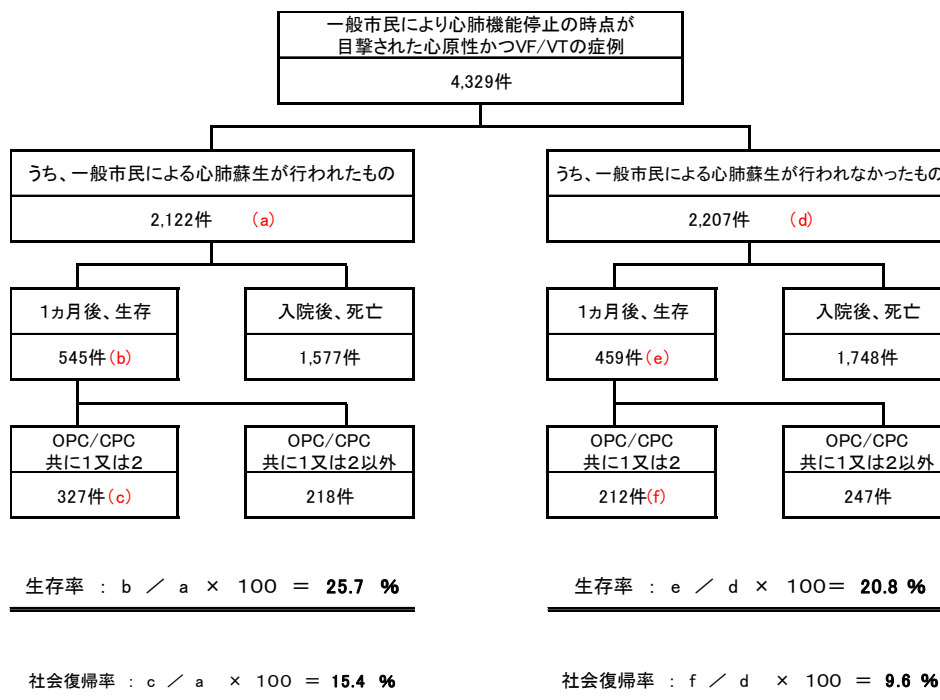 一般市民により心肺機能停止の時点が
目撃された心原性かつVF/VTの症例
4,329件
うち、一般市民による心肺蘇生が行われたもの
2,122件 (a)
うち、一般市民による心肺蘇生が行われなかったもの
2,207件 (d)
1ヵ月後、生存
545件(b)
入院後、死亡
1,577件
1ヵ月後、生存
459件(e)
入院後、死亡
1,748件
OPC/CPC
共に1又は2
327件(c)
OPC/CPC
共に1又は2以外
218件
OPC/CPC
共に1又は2
212件(f)
OPC/CPC
共に1又は2以外
247件
生存率 : b / a × 100 = 25.7 %
生存率 : e / d × 100= 20.8 %
社会復帰率 : c / a × 100 = 15.4 %
社会復帰率 : f / d × 100 = 9.6 %